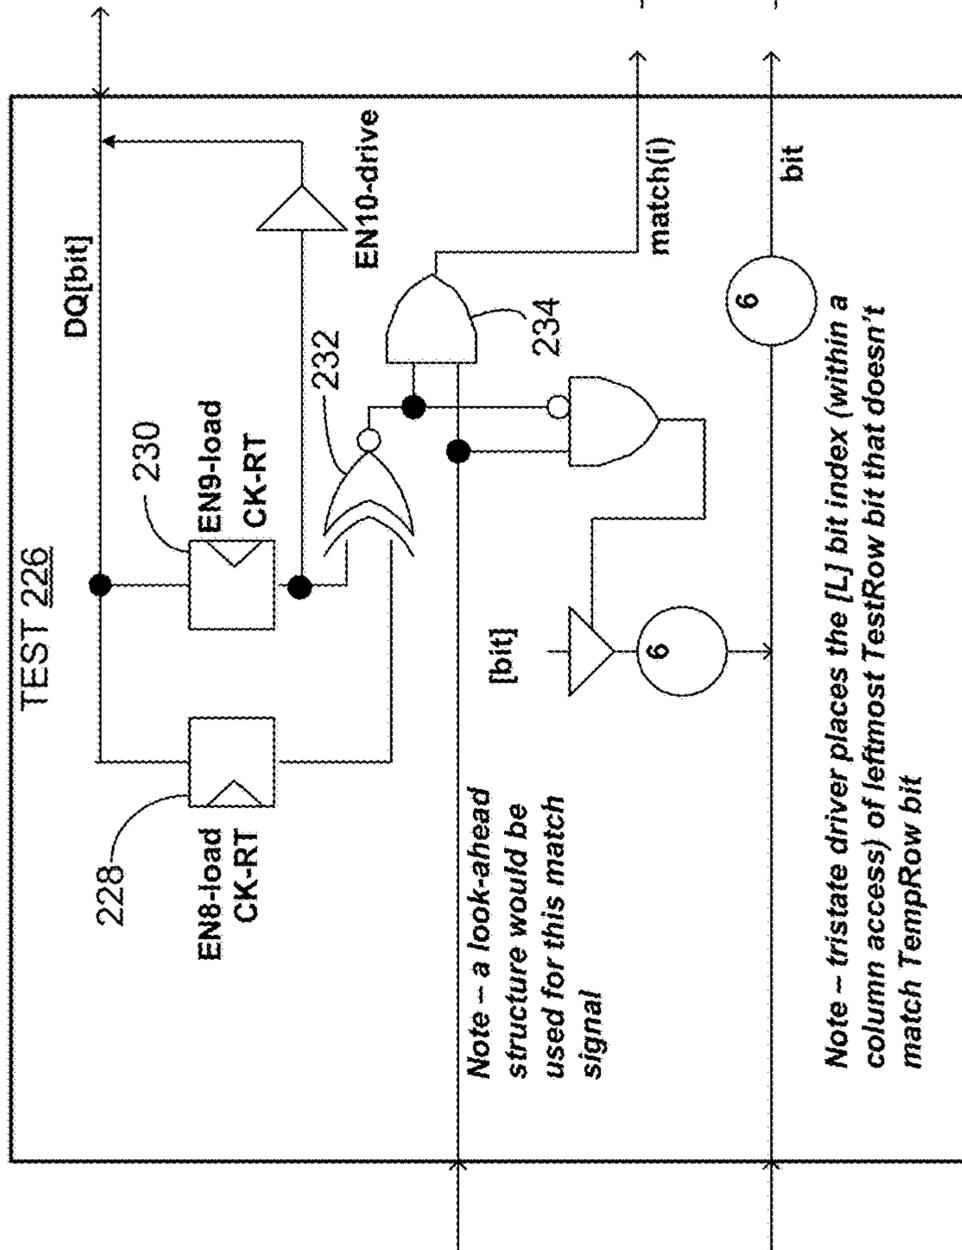 TEST 226
DQ[bit]
228
EN8-load
CK-RT
230
EN9-load
CK-RT
232
EN10-drive
234
match(i)
[bit]
6
6
bit
Note – a look-ahead
structure would be
used for this match
signal
Note – tristate driver places the [L] bit index (within a
column access) of leftmost TestRow bit that doesn't
match TempRow bit